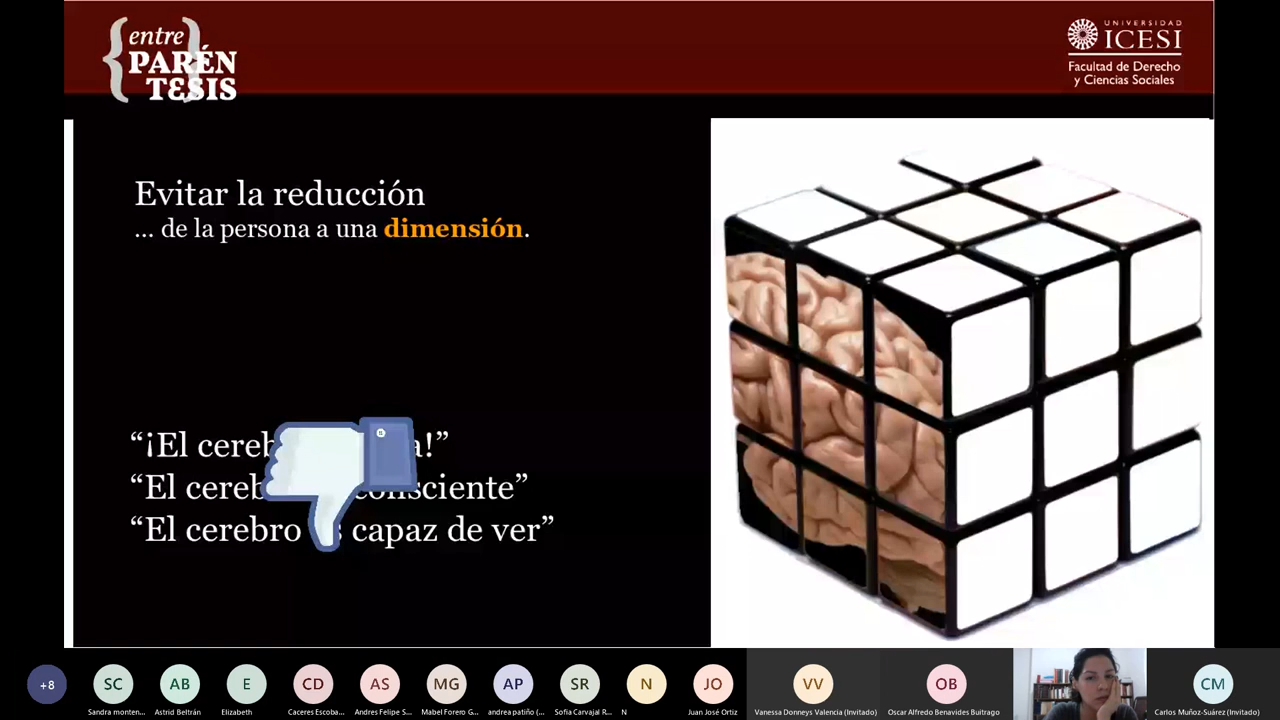 {entre
PARÉN
TESIS}
UNIVERSIDAD
ICESI
Facultad de Derecho
y Ciencias Sociales
Evitar la reducción
... de la persona a una dimensión.
“¡El a!”
“El consciente”
“El cerebro capaz de ver”
+8
SC
AB
E
CD
AS
MG
AP
SR
N
JO
VV
OB
CM
Sandra monten...
Astrid Beltrán
Elizabeth
Caceres Escoba...
Andres Felipe S...
Mabel Forero G...
andrea patiño (...
Sofia Carvajal R...
N
Juan José Ortiz
Vanessa Donneys Valencia (Invitado)
Oscar Alfredo Benavides Buitrago
Carlos Muñoz-Suárez (Invitado)